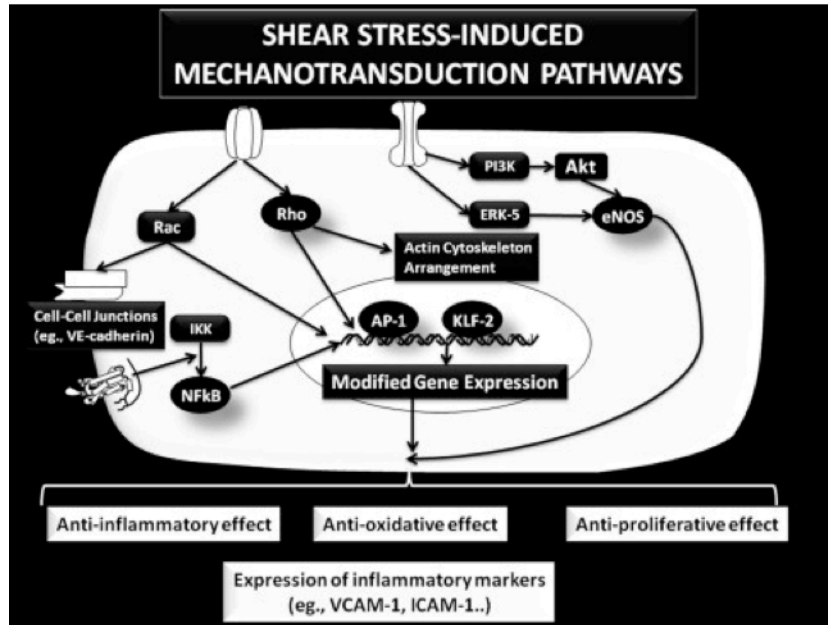 SHEAR STRESS-INDUCED
MECHANOTRANSDUCTION PATHWAYS
PI3K
Akt
Rac
Rho
ERK-5
eNOS
Actin Cytoskeleton
Arrangement
Cell-Cell Junctions
(eg., VE-cadherin)
IKK
AP-1
KLF-2
NFkB
Modified Gene Expression
Anti-inflammatory effect
Anti-oxidative effect
Anti-proliferative effect
Expression of inflammatory markers
(eg., VCAM-1, ICAM-1..)